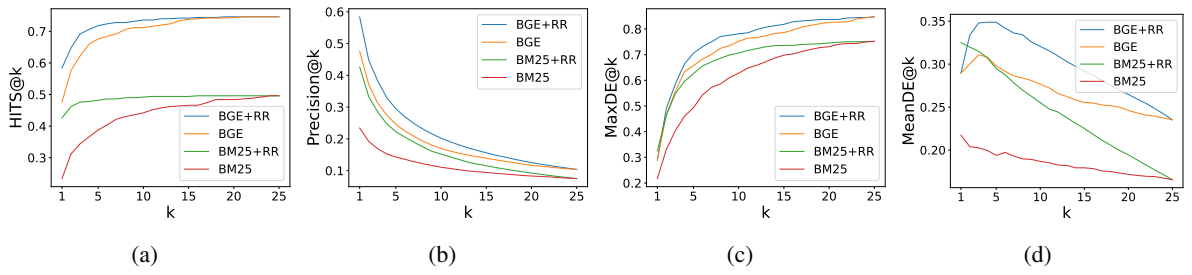 HITS@k
0.7
0.6
0.5
0.4
0.3
1 5 10 15 20 25
k
BGE+RR
BGE
BM25+RR
BM25
(a)
Precision@k
0.6
0.5
0.4
0.3
0.2
0.1
1 5 10 15 20 25
k
BGE+RR
BGE
BM25+RR
BM25
(b)
MaxDE@k
0.8
0.7
0.6
0.5
0.4
0.3
0.2
1 5 10 15 20 25
k
BGE+RR
BGE
BM25+RR
BM25
(c)
MeanDE@k
0.35
0.30
0.25
0.20
1 5 10 15 20 25
k
BGE+RR
BGE
BM25+RR
BM25
(d)